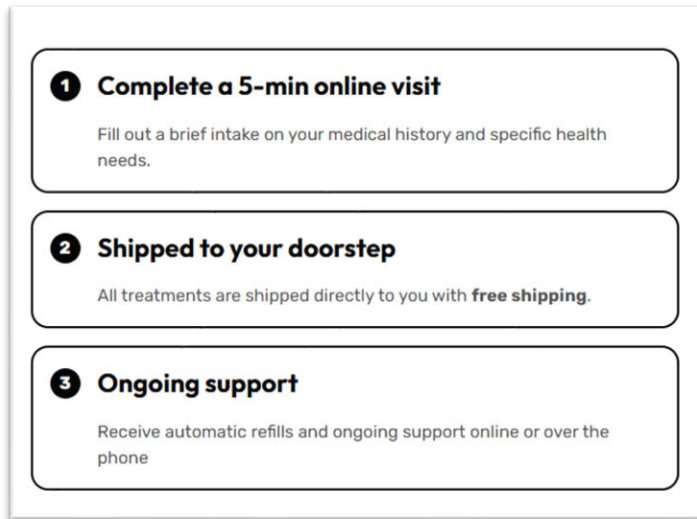 1 Complete a 5-min online visit
Fill out a brief intake on your medical history and specific health
needs.
2 Shipped to your doorstep
All treatments are shipped directly to you with free shipping.
3 Ongoing support
Receive automatic refills and ongoing support online or over the
phone